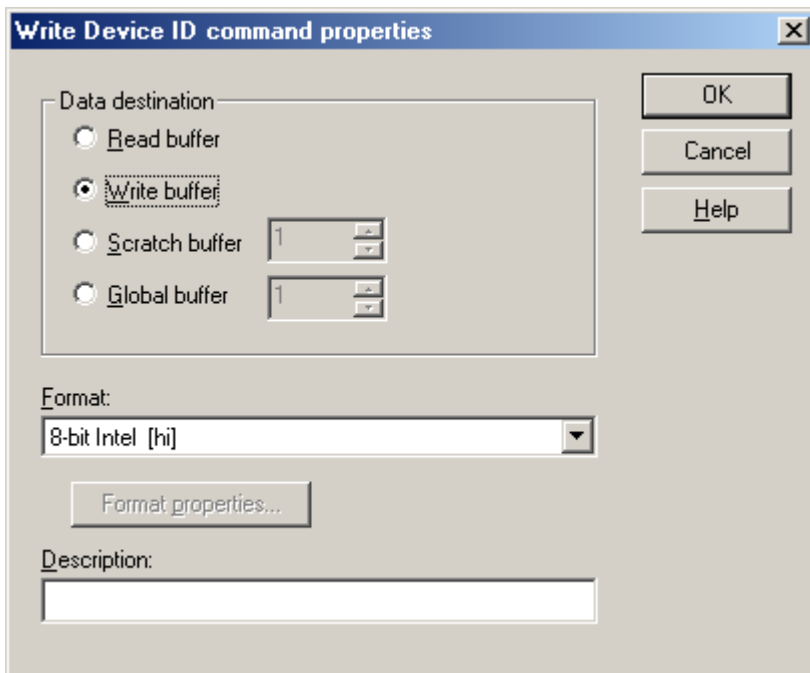 Write Device ID command properties
Data destination
Read buffer
Write buffer
Scratch buffer 1
Global buffer 1
OK
Cancel
Help
Format:
8-bit Intel [hi]
Format properties...
Description: